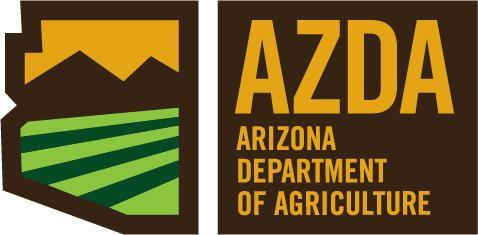 AZDA
ARIZONA
DEPARTMENT
OF AGRICULTURE